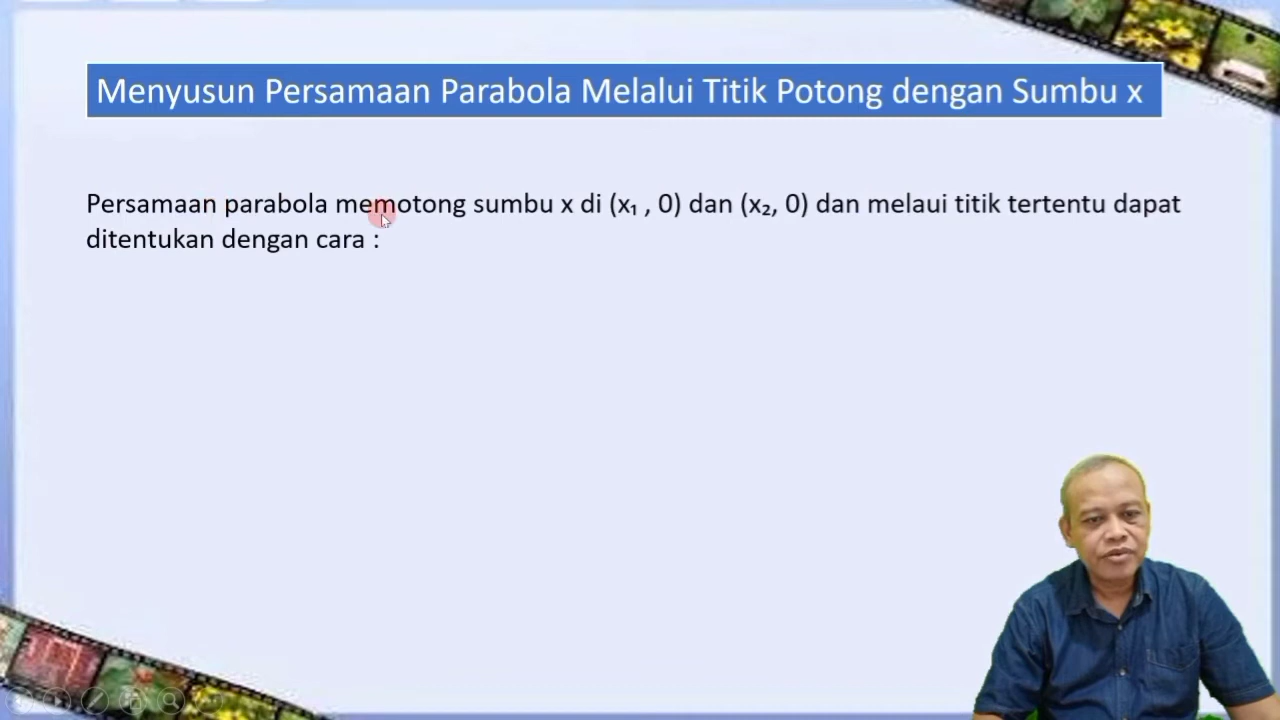 Menyusun Persamaan Parabola Melalui Titik Potong dengan Sumbu x
Persamaan parabola memotong sumbu x di (x₁ , 0) dan (x₂, 0) dan melaui titik tertentu dapat
ditentukan dengan cara :